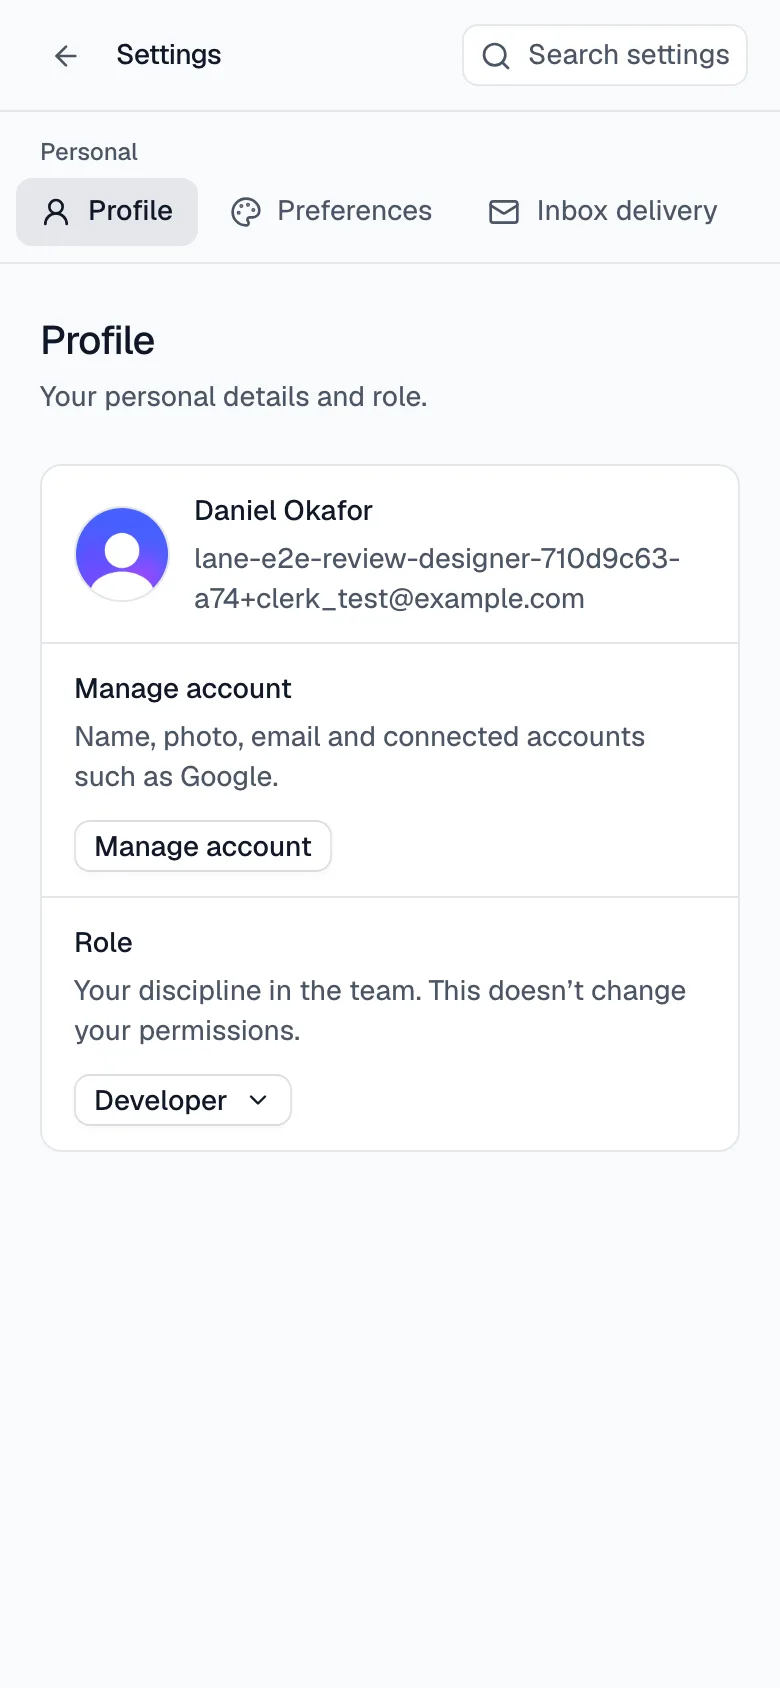 Settings
Search settings
Personal
Profile
Preferences
Inbox delivery
Profile
Your personal details and role.
Daniel Okafor
lane-e2e-review-designer-710d9c63-
a74+clerk_test@example.com
Manage account
Name, photo, email and connected accounts
such as Google.
Manage account
Role
Your discipline in the team. This doesn’t change
your permissions.
Developer